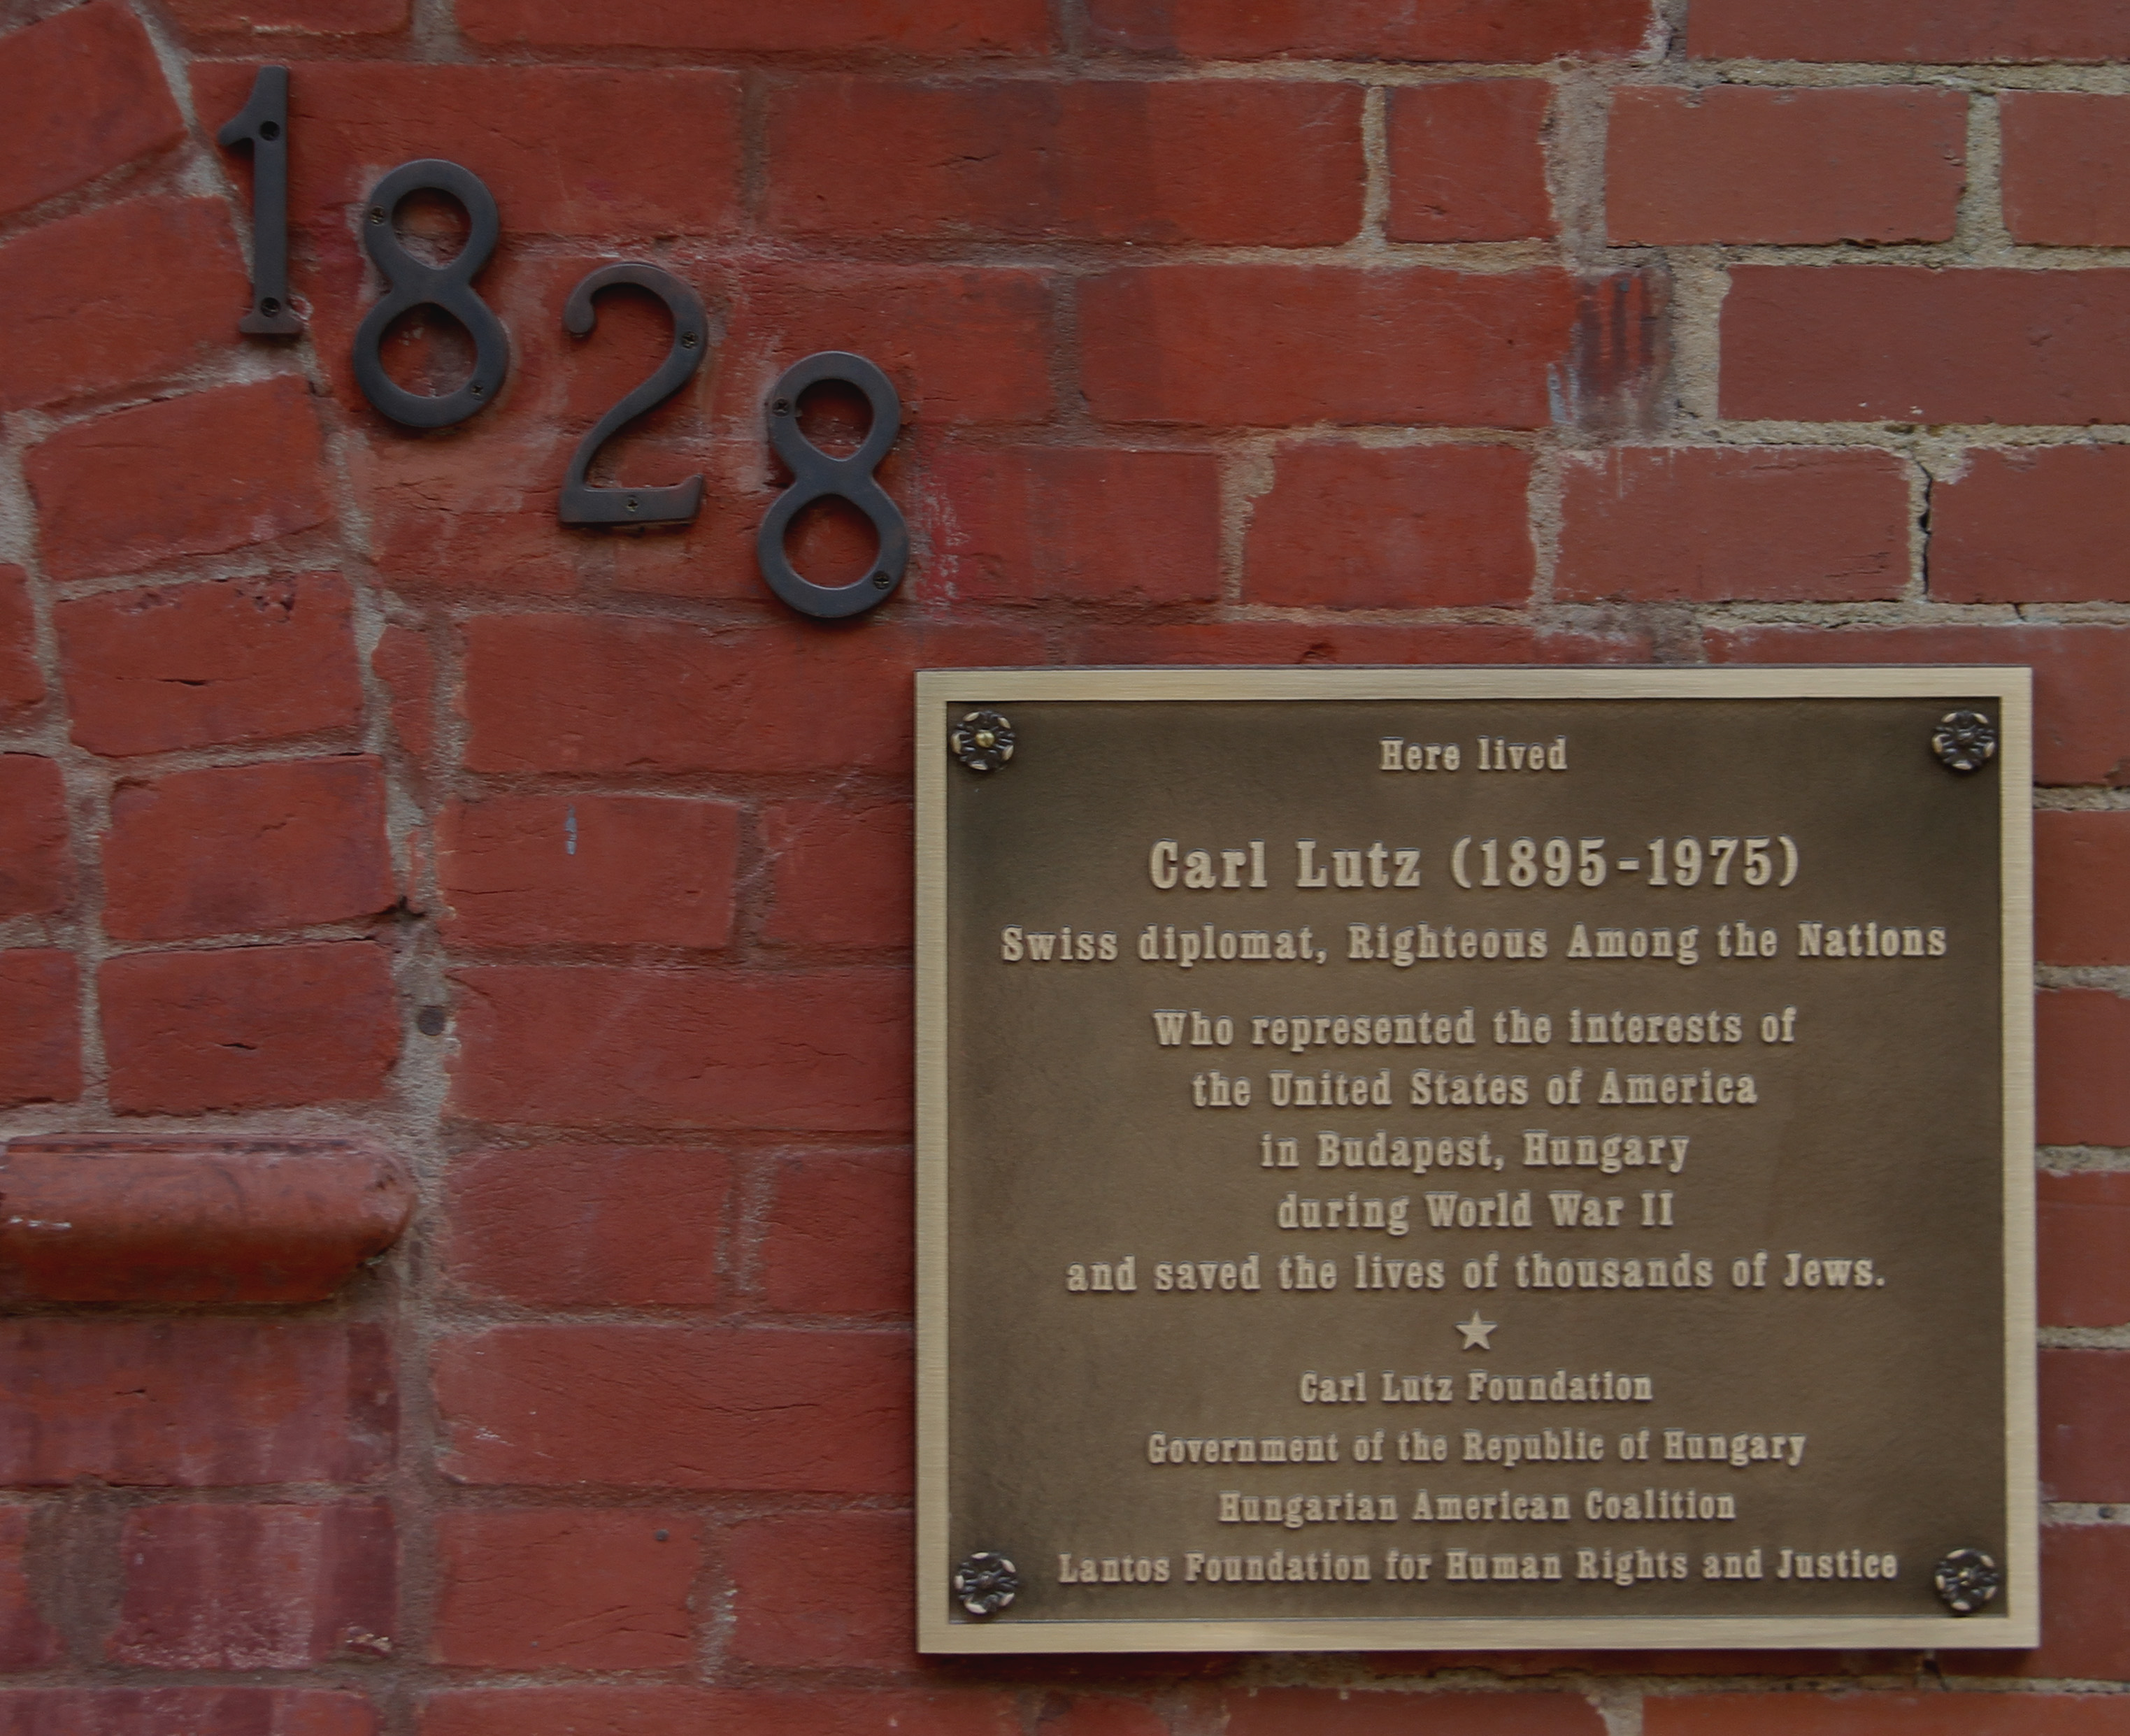 1828
Here lived
Carl Lutz (1895-1975)
Swiss diplomat, Righteous Among the Nations
Who represented the interests of
the United States of America
in Budapest, Hungary
during World War II
and saved the lives of thousands of Jews.
Carl Lutz Foundation
Government of the Republic of Hungary
Hungarian American Coalition
Lantos Foundation for Human Rights and Justice